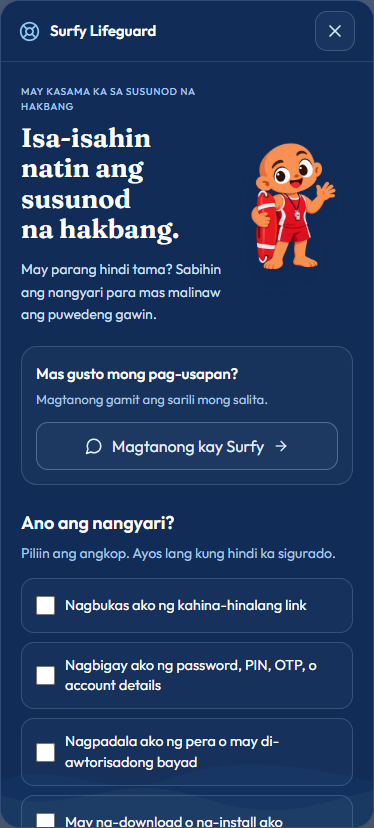 Surfy Lifeguard
MAY KASAMA KA SA SUSUNOD NA
HAKBANG
Isa-isahin
natin ang
susunod
na hakbang.
May parang hindi tama? Sabihin
ang nangyari para mas malinaw
ang puwedeng gawin.
Mas gusto mong pag-usapan?
Magtanong gamit ang sarili mong salita.
Magtanong kay Surfy →
Ano ang nangyari?
Piliin ang angkop. Ayos lang kung hindi ka sigurado.
Nagbukas ako ng kahina-hinalang link
Nagbigay ako ng password, PIN, OTP, o
account details
Nagpadala ako ng pera o may di-
awtorisadong bayad
May na-download o na-install ako